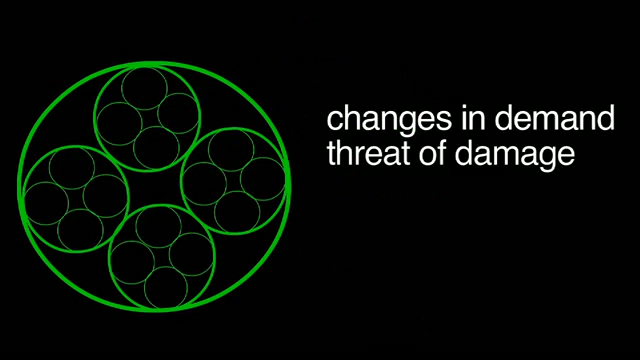 changes in demand
threat of damage